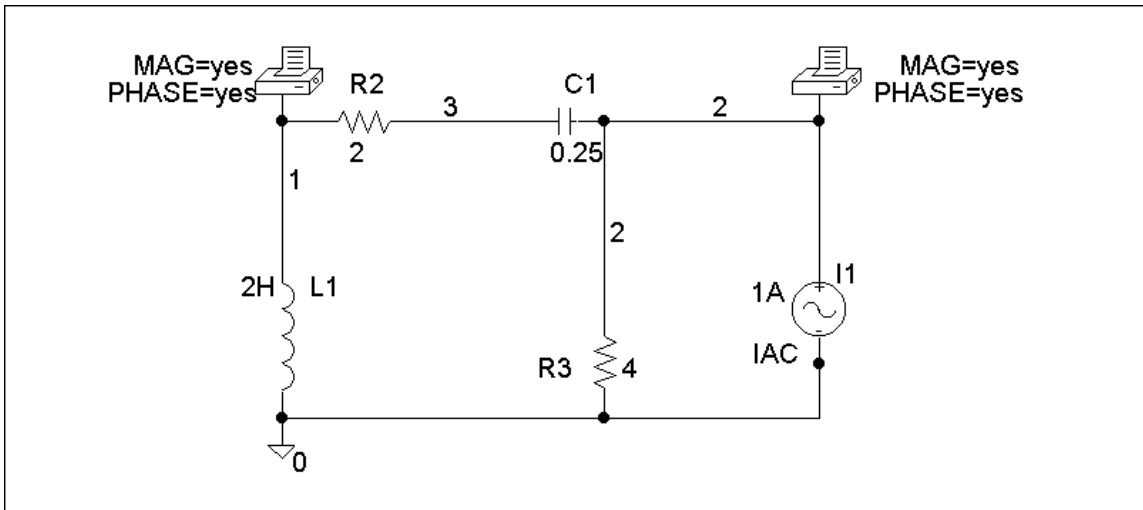 MAG=yes
PHASE=yes
R2
2
3
C1
0.25
2
MAG=yes
PHASE=yes
1
2
2H
L1
R3
4
1A
I1
IAC
0